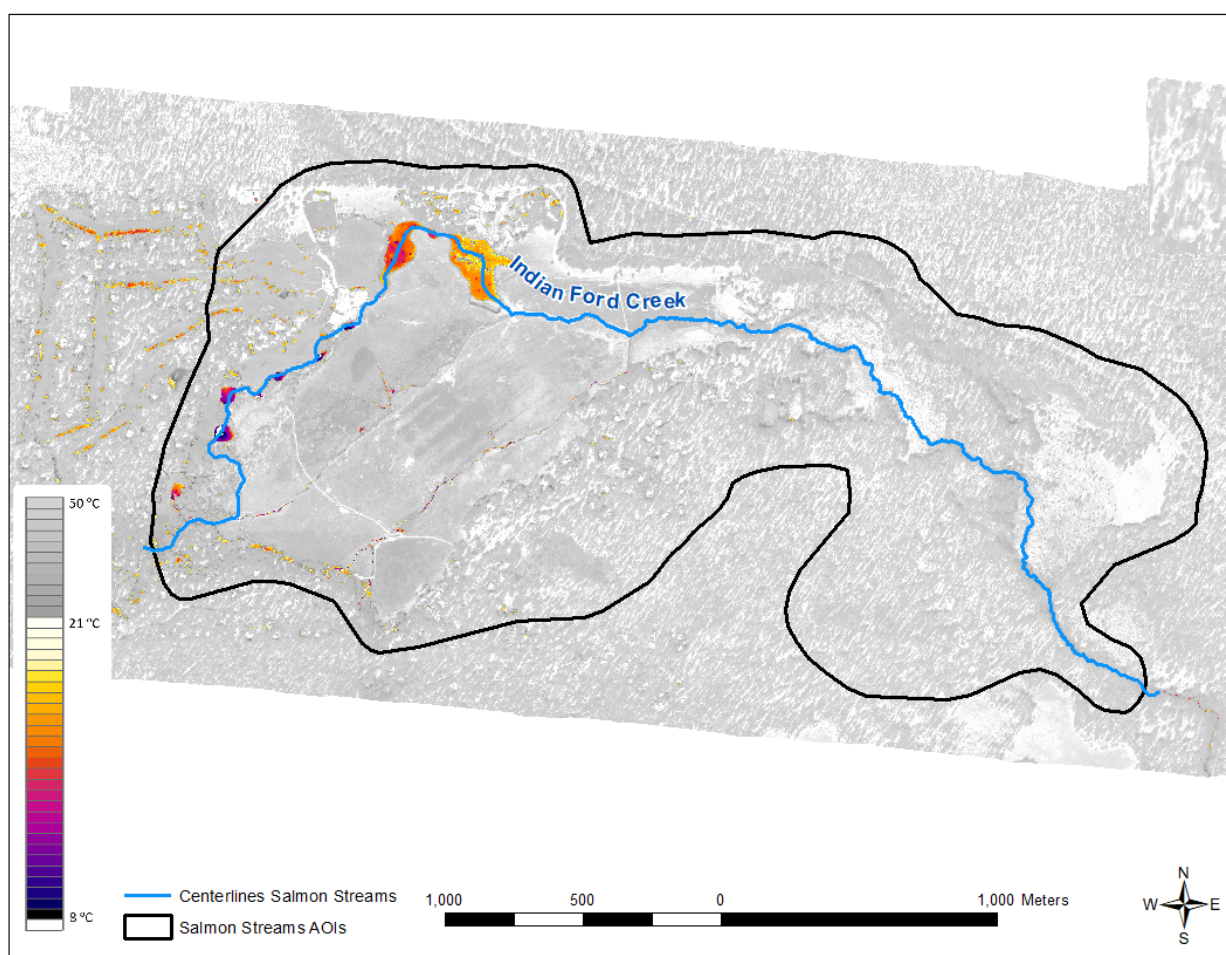 Indian Ford Creek
50 °C
21 °C
8 °C
Centerlines Salmon Streams
Salmon Streams AOIs
1,000 500 0 1,000 Meters
N
W E
S